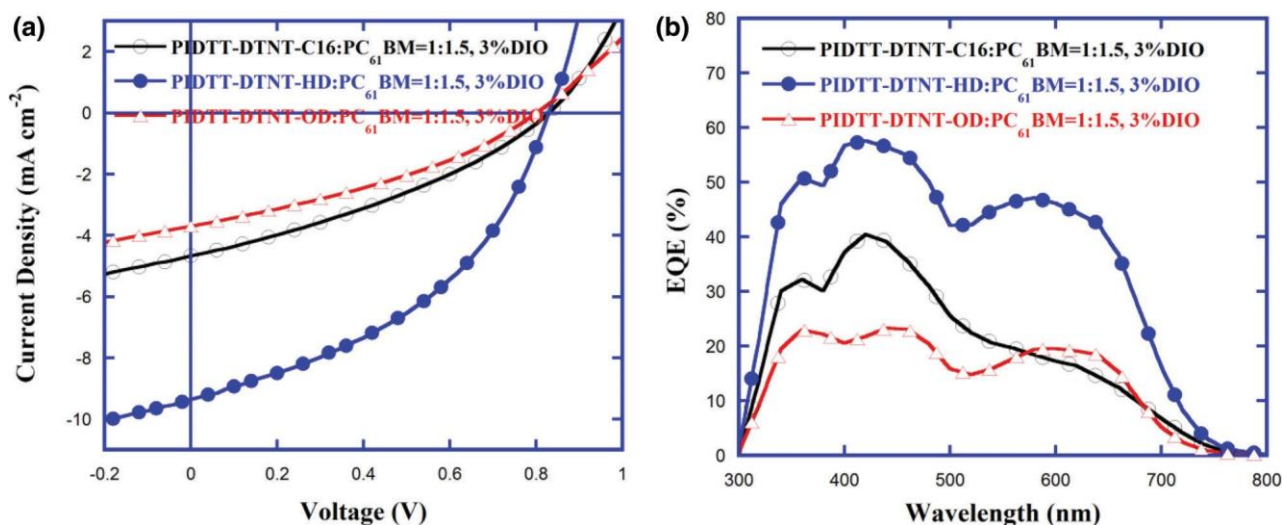 (a)
PIDTT-DTNT-C16:PC61BM=1:1.5, 3%DIO
PIDTT-DTNT-HD:PC61BM=1:1.5, 3%DIO
PIDTT-DTNT-OD:PC61BM=1:1.5, 3%DIO
Current Density (mA cm-2)
2
0
-2
-4
-6
-8
-10
-0.2
0
0.2
0.4
0.6
0.8
1
Voltage (V)
(b)
PIDTT-DTNT-C16:PC61BM=1:1.5, 3%DIO
PIDTT-DTNT-HD:PC61BM=1:1.5, 3%DIO
PIDTT-DTNT-OD:PC61BM=1:1.5, 3%DIO
EQE (%)
80
70
60
50
40
30
20
10
0
300
400
500
600
700
800
Wavelength (nm)